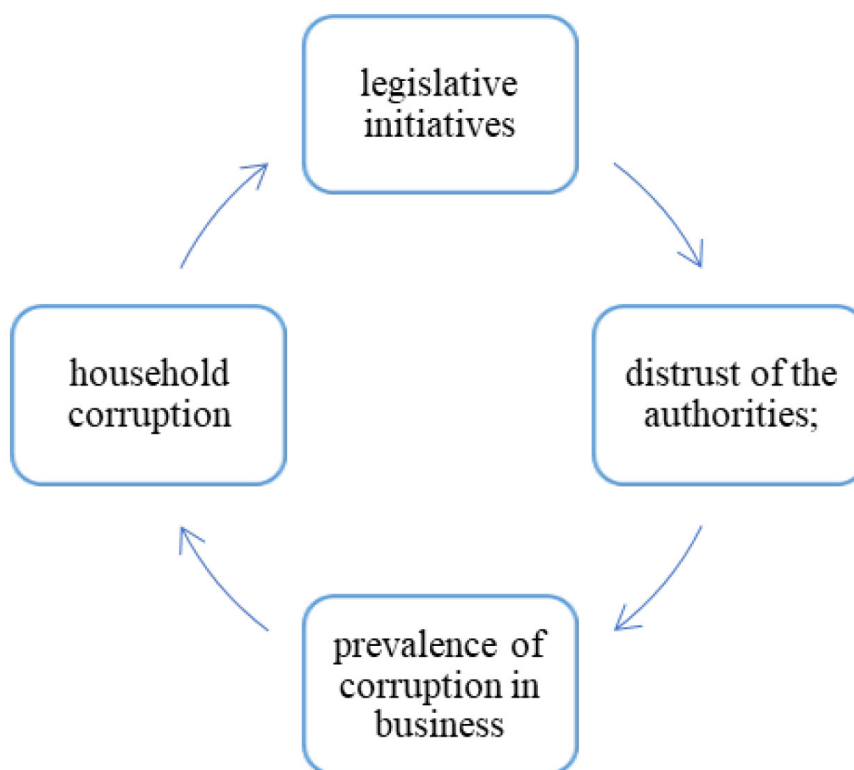 legislative
initiatives
distrust of the
authorities;
prevalence of
corruption in
business
household
corruption